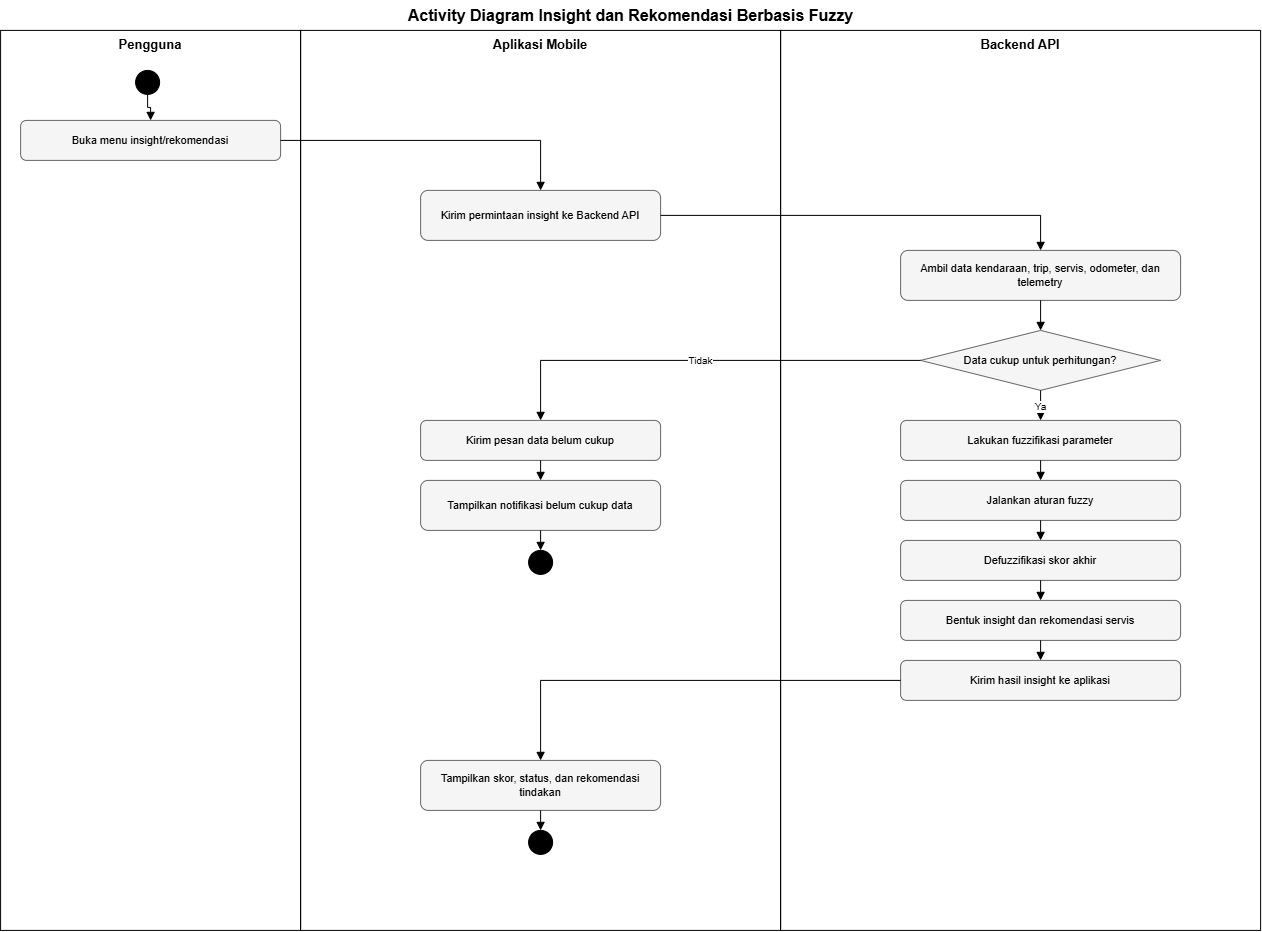 Activity Diagram Insight dan Rekomendasi Berbasis Fuzzy
Pengguna
Aplikasi Mobile
Backend API
Buka menu insight/rekomendasi
Kirim permintaan insight ke Backend API
Ambil data kendaraan, trip, servis, odometer, dan
telemetry
Data cukup untuk perhitungan?
Tidak
Ya
Kirim pesan data belum cukup
Lakukan fuzzifikasi parameter
Tampilkan notifikasi belum cukup data
Jalankan aturan fuzzy
Defuzzifikasi skor akhir
Bentuk insight dan rekomendasi servis
Kirim hasil insight ke aplikasi
Tampilkan skor, status, dan rekomendasi
tindakan